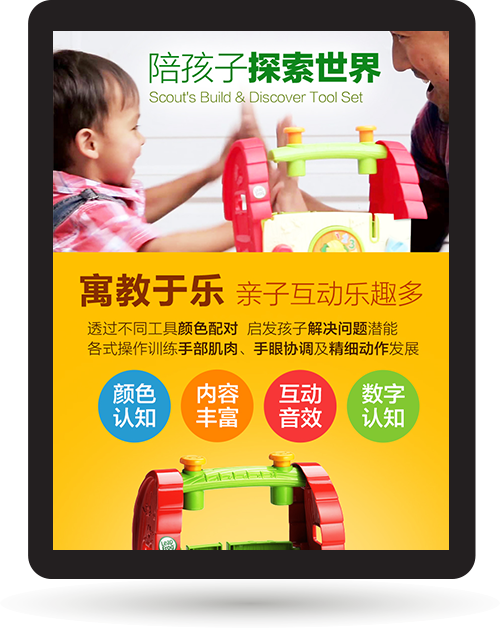 陪孩子探索世界
Scout's Build & Discover Tool Set
寓教于乐 亲子互动乐趣多
透过不同工具颜色配对 启发孩子解决问题潜能
各式操作训练手部肌肉、手眼协调及精细动作发展
颜色
认知
内容
丰富
互动
音效
数字
认知
Leap
Frog